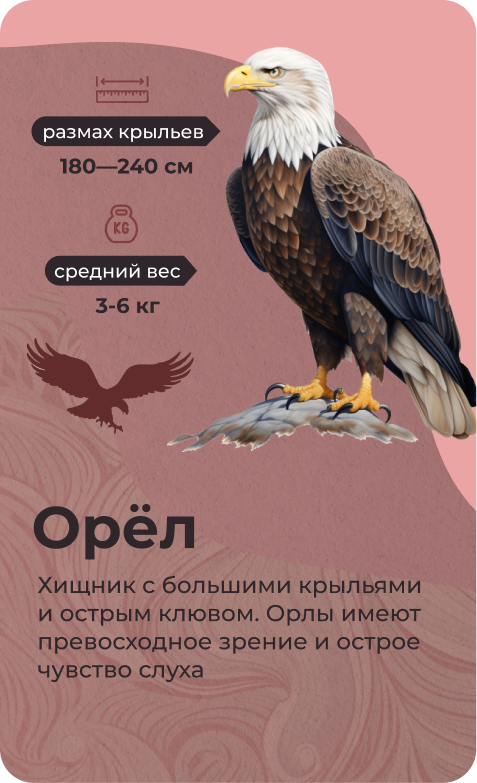 размах крыльев
180—240 см
KG
средний вес
3-6 кг
Орёл
Хищник с большими крыльями
и острым клювом. Орлы имеют
превосходное зрение и острое
чувство слуха